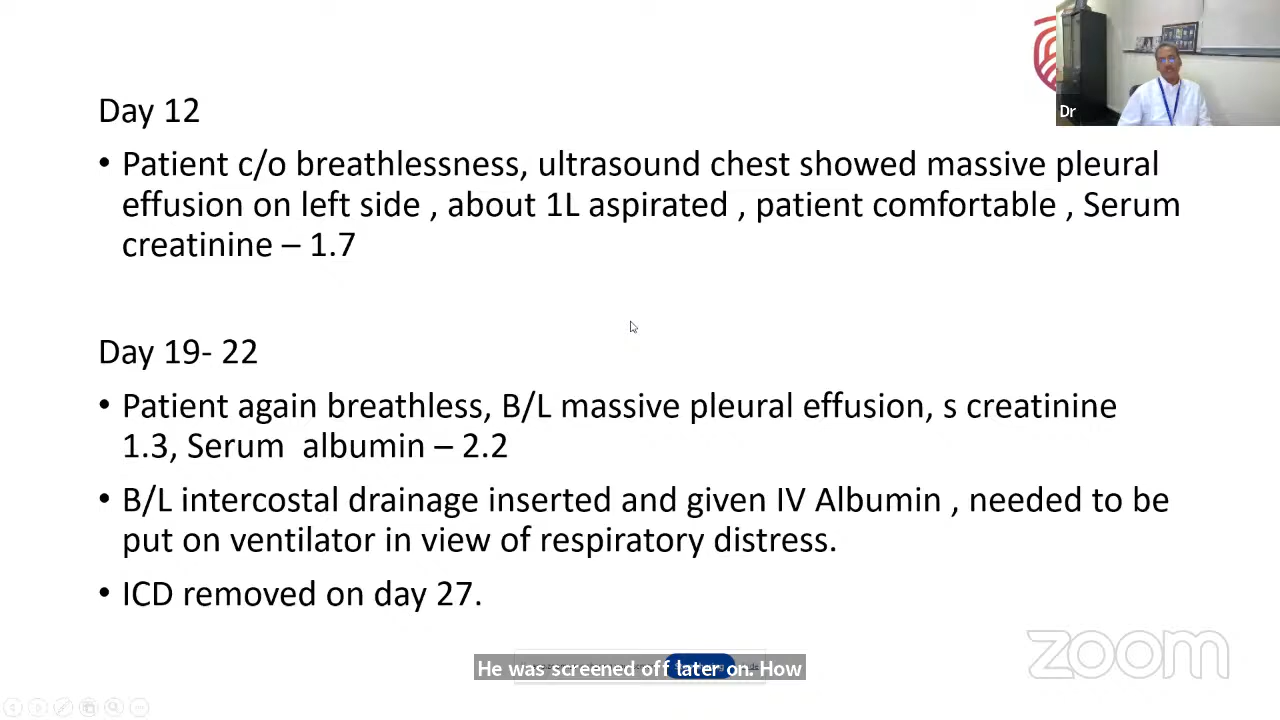 Dr
Day 12
• Patient c/o breathlessness, ultrasound chest showed massive pleural
effusion on left side , about 1L aspirated , patient comfortable , Serum
creatinine – 1.7
Day 19- 22
• Patient again breathless, B/L massive pleural effusion, s creatinine
1.3, Serum  albumin – 2.2
• B/L intercostal drainage inserted and given IV Albumin , needed to be
put on ventilator in view of respiratory distress.
• ICD removed on day 27.
zoom
He was screened off later on. How